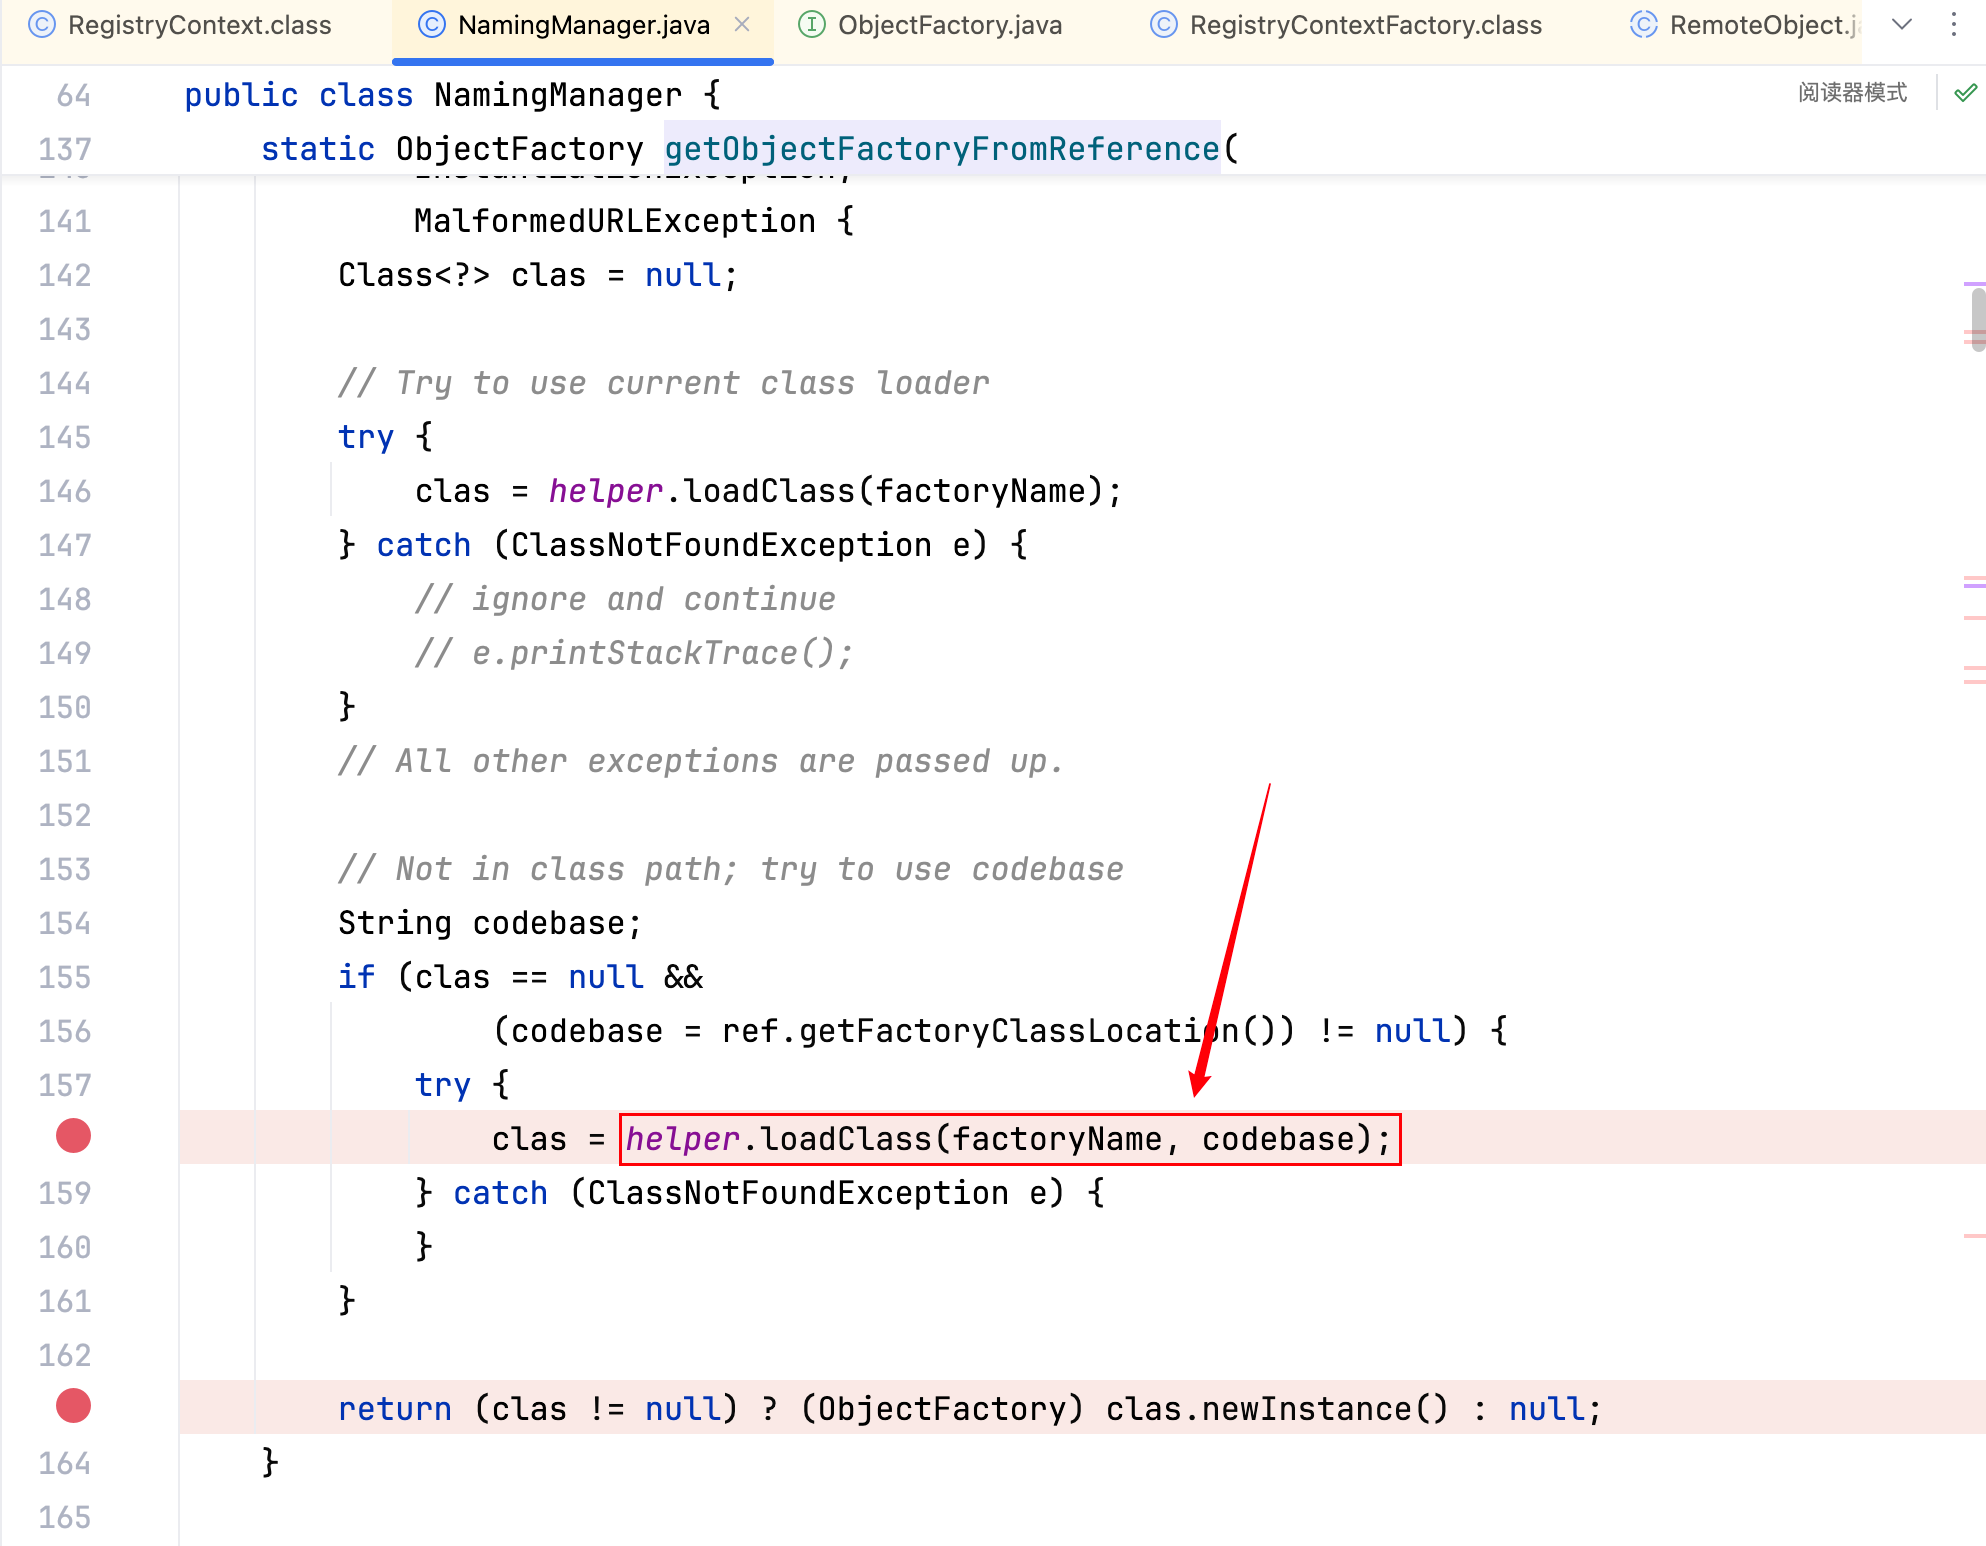 RegistryContext.class NamingManager.java ObjectFactory.java RegistryContextFactory.class RemoteObject.j
64 public class NamingManager {
阅读器模式
137 static ObjectFactory getObjectFactoryFromReference(
InstantiationException,
141 MalformedURLException {
142 Class<?> clas = null;
143
144 // Try to use current class loader
145 try {
146 clas = helper.loadClass(factoryName);
147 } catch (ClassNotFoundException e) {
148 // ignore and continue
149 // e.printStackTrace();
150 }
151 // All other exceptions are passed up.
152
153 // Not in class path; try to use codebase
154 String codebase;
155 if (clas == null &&
156 (codebase = ref.getFactoryClassLocation()) != null) {
157 try {
clas = helper.loadClass(factoryName, codebase);
159 } catch (ClassNotFoundException e) {
160 }
161 }
162
return (clas != null) ? (ObjectFactory) clas.newInstance() : null;
164 }
165